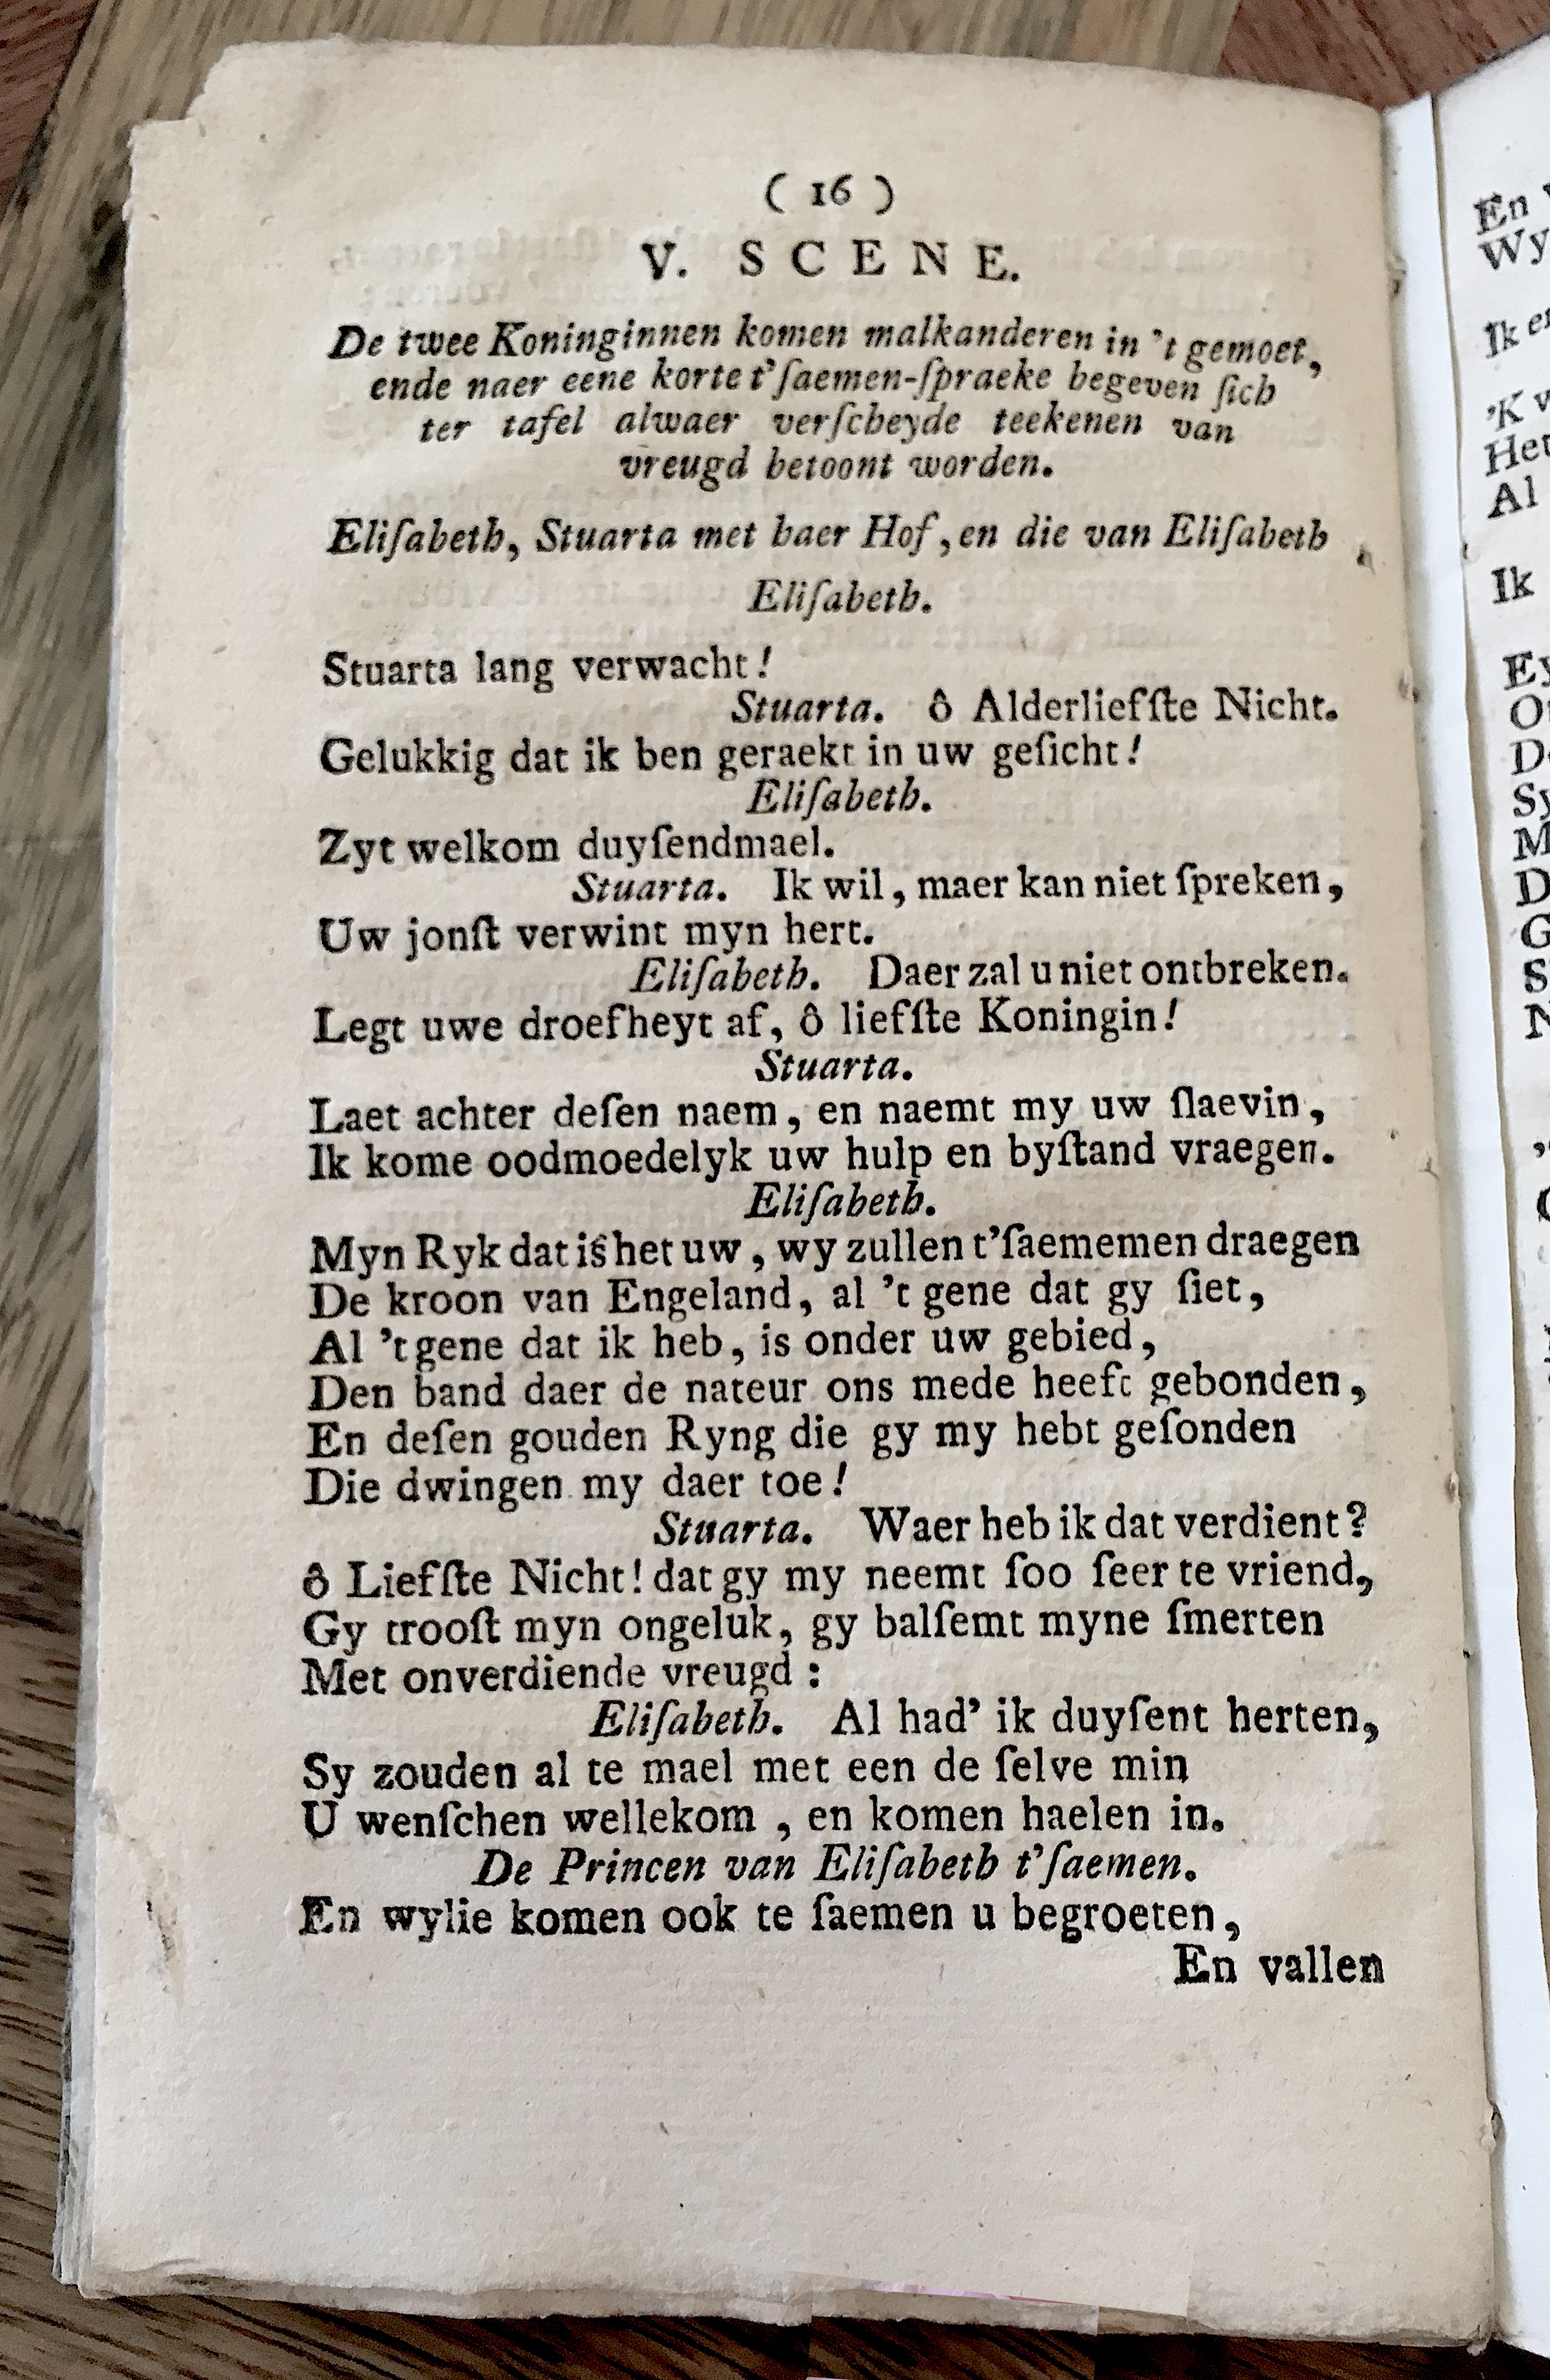 ( 16 )
V. SCENE.
De twee Koninginnen komen malkanderen in 't gemoet,
ende naer eene korte t'ſaemen-ſpraeke begeven ſich
ter tafel alwaer verſcheyde teekenen van
vreugd betoont worden.
Eliſabeth, Stuarta met haer Hof, en die van Eliſabeth
Eliſabeth.
Stuarta lang verwacht!
Stuarta. ô Alderliefſte Nicht.
Gelukkig dat ik ben geraekt in uw geſicht!
Eliſabeth.
Zyt welkom duyſendmael.
Stuarta. Ik wil, maer kan niet ſpreken,
Uw jonſt verwint myn hert.
Eliſabeth. Daer zal u niet ontbreken.
Legt uwe droefheyt af, ô liefſte Koningin!
Stuarta.
Laet achter deſen naem, en naemt my uw ſlaevin,
Ik kome oodmoedelyk uw hulp en byſtand vraegen.
Eliſabeth.
Myn Ryk dat is het uw, wy zullen t'ſaememen draegen
De kroon van Engeland, al 't gene dat gy ſiet,
Al 't gene dat ik heb, is onder uw gebied,
Den band daer de nateur ons mede heeft gebonden,
En deſen gouden Ryng die gy my hebt geſonden
Die dwingen my daer toe!
Stuarta. Waer heb ik dat verdient?
ô Liefſte Nicht! dat gy my neemt ſoo ſeer te vriend,
Gy trooſt myn ongeluk, gy balſemt myne ſmerten
Met onverdiende vreugd:
Eliſabeth. Al had' ik duyſent herten,
Sy zouden al te mael met een de ſelve min
U wenſchen wellekom, en komen haelen in.
De Princen van Eliſabeth t'ſaemen.
En wylie komen ook te ſaemen u begroeten,
En vallen
En
Wy
Ik
'K
Al
Ik